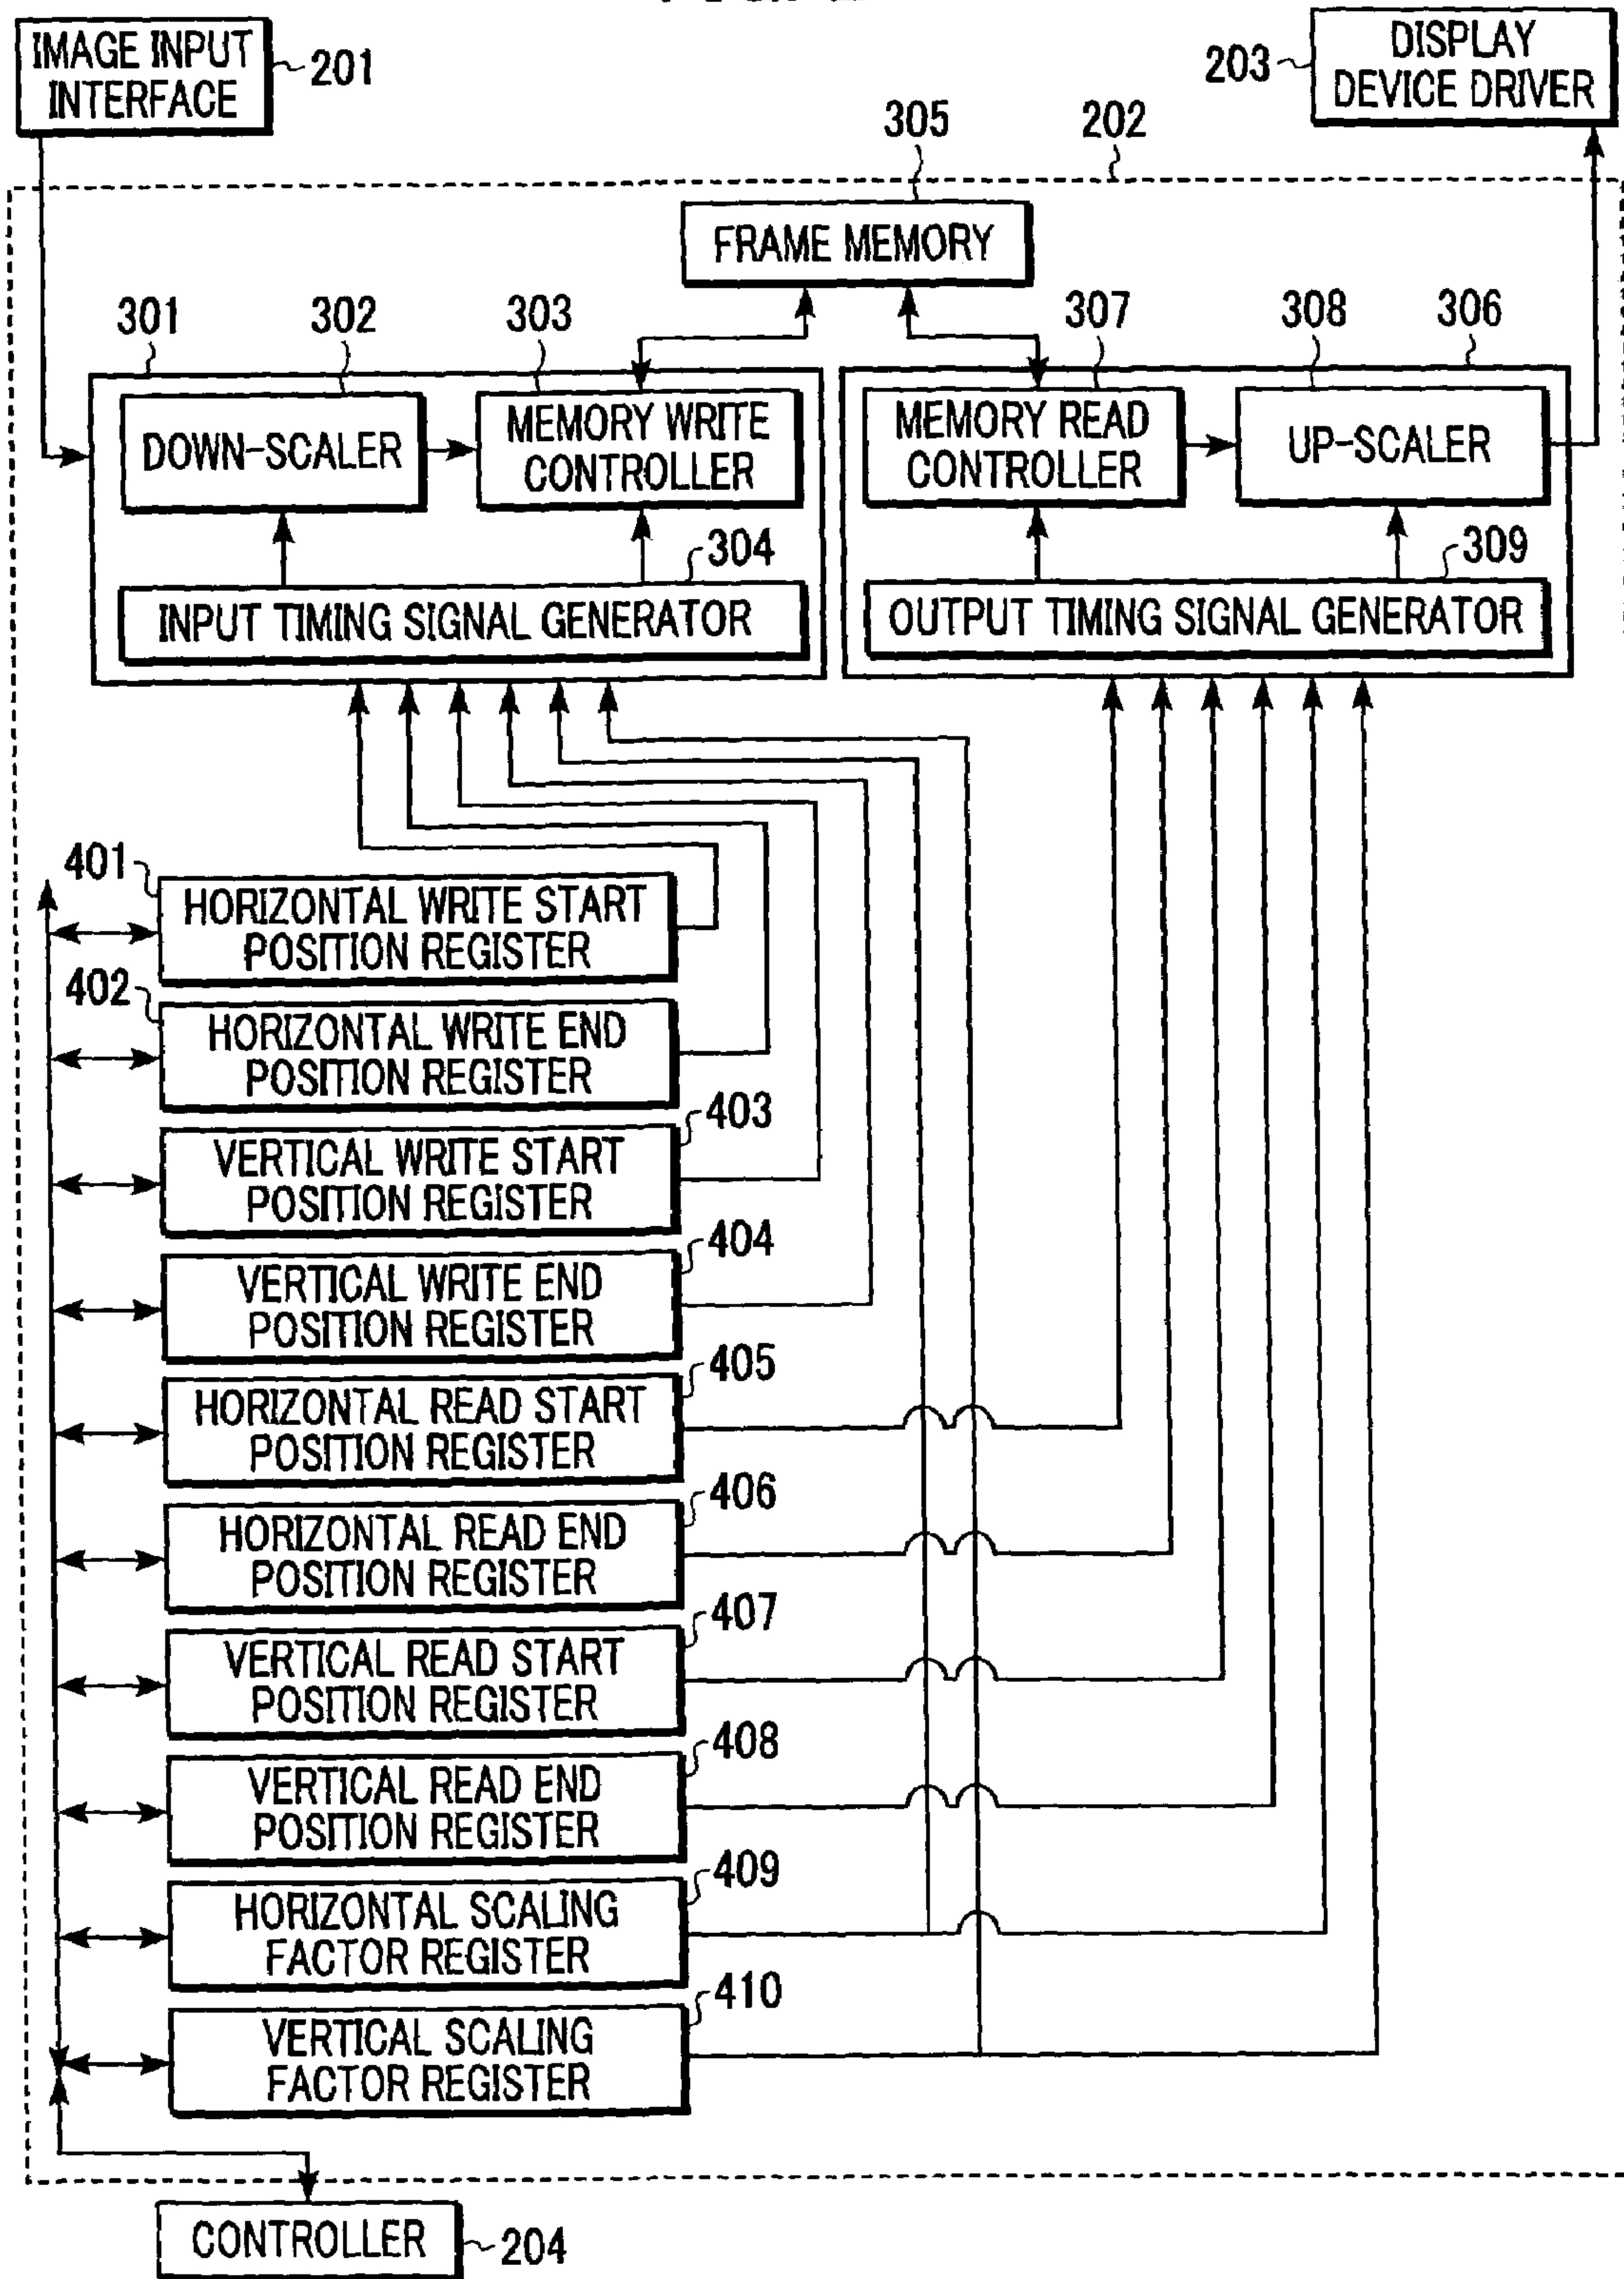 IMAGE INPUT
INTERFACE
201
203
DISPLAY
DEVICE DRIVER
305
202
FRAME MEMORY
301
302
303
307
308
306
DOWN-SCALER
MEMORY WRITE
CONTROLLER
MEMORY READ
CONTROLLER
UP-SCALER
304
309
INPUT TIMING SIGNAL GENERATOR
OUTPUT TIMING SIGNAL GENERATOR
401
HORIZONTAL WRITE START
POSITION REGISTER
402
HORIZONTAL WRITE END
POSITION REGISTER
403
VERTICAL WRITE START
POSITION REGISTER
404
VERTICAL WRITE END
POSITION REGISTER
405
HORIZONTAL READ START
POSITION REGISTER
406
HORIZONTAL READ END
POSITION REGISTER
407
VERTICAL READ START
POSITION REGISTER
408
VERTICAL READ END
POSITION REGISTER
409
HORIZONTAL SCALING
FACTOR REGISTER
410
VERTICAL SCALING
FACTOR REGISTER
CONTROLLER
204